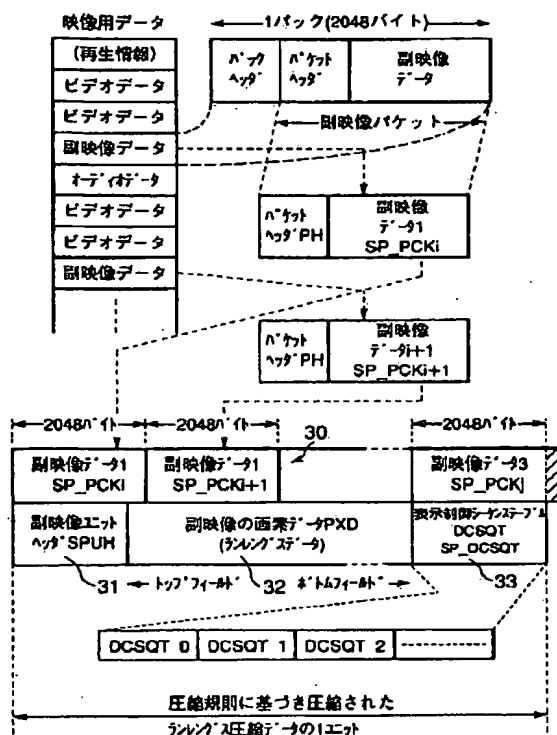 映像用データ
1パック(2048バイト)
(再生情報)
ビデオデータ
ビデオデータ
副映像データ
オーディオデータ
ビデオデータ
ビデオデータ
副映像データ
パック
ヘッダ
パケット
ヘッダ
副映像
データ
副映像パケット
パケット
ヘッダPH
副映像
データ1
SP_PCKi
パケット
ヘッダPH
副映像
データi+1
SP_PCKi+1
2048バイト
2048バイト
30
2048バイト
副映像データ1
SP_PCKi
副映像データ1
SP_PCKi+1
副映像データ3
SP_PCKj
副映像ユニット
ヘッダSPUH
副映像の画素データPXD
(ランレングスデータ)
表示制御シーケンステーブル
DCSQT
SP_DCSQT
31
トップフィールド
32
ボトムフィールド
33
DCSQT 0
DCSQT 1
DCSQT 2
圧縮規則に基づき圧縮された
ランレングス圧縮データの1ユニット